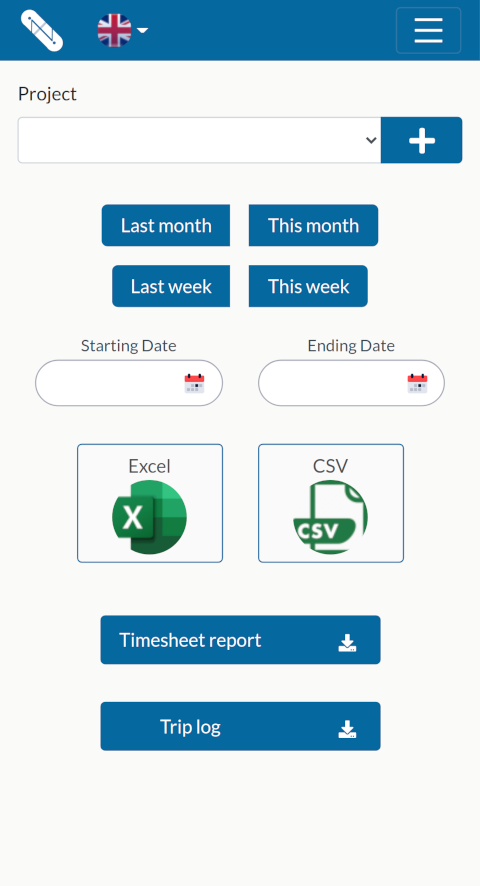 Project
Last month
This month
Last week
This week
Starting Date
Ending Date
Excel
CSV
X
CSV
Timesheet report
Trip log